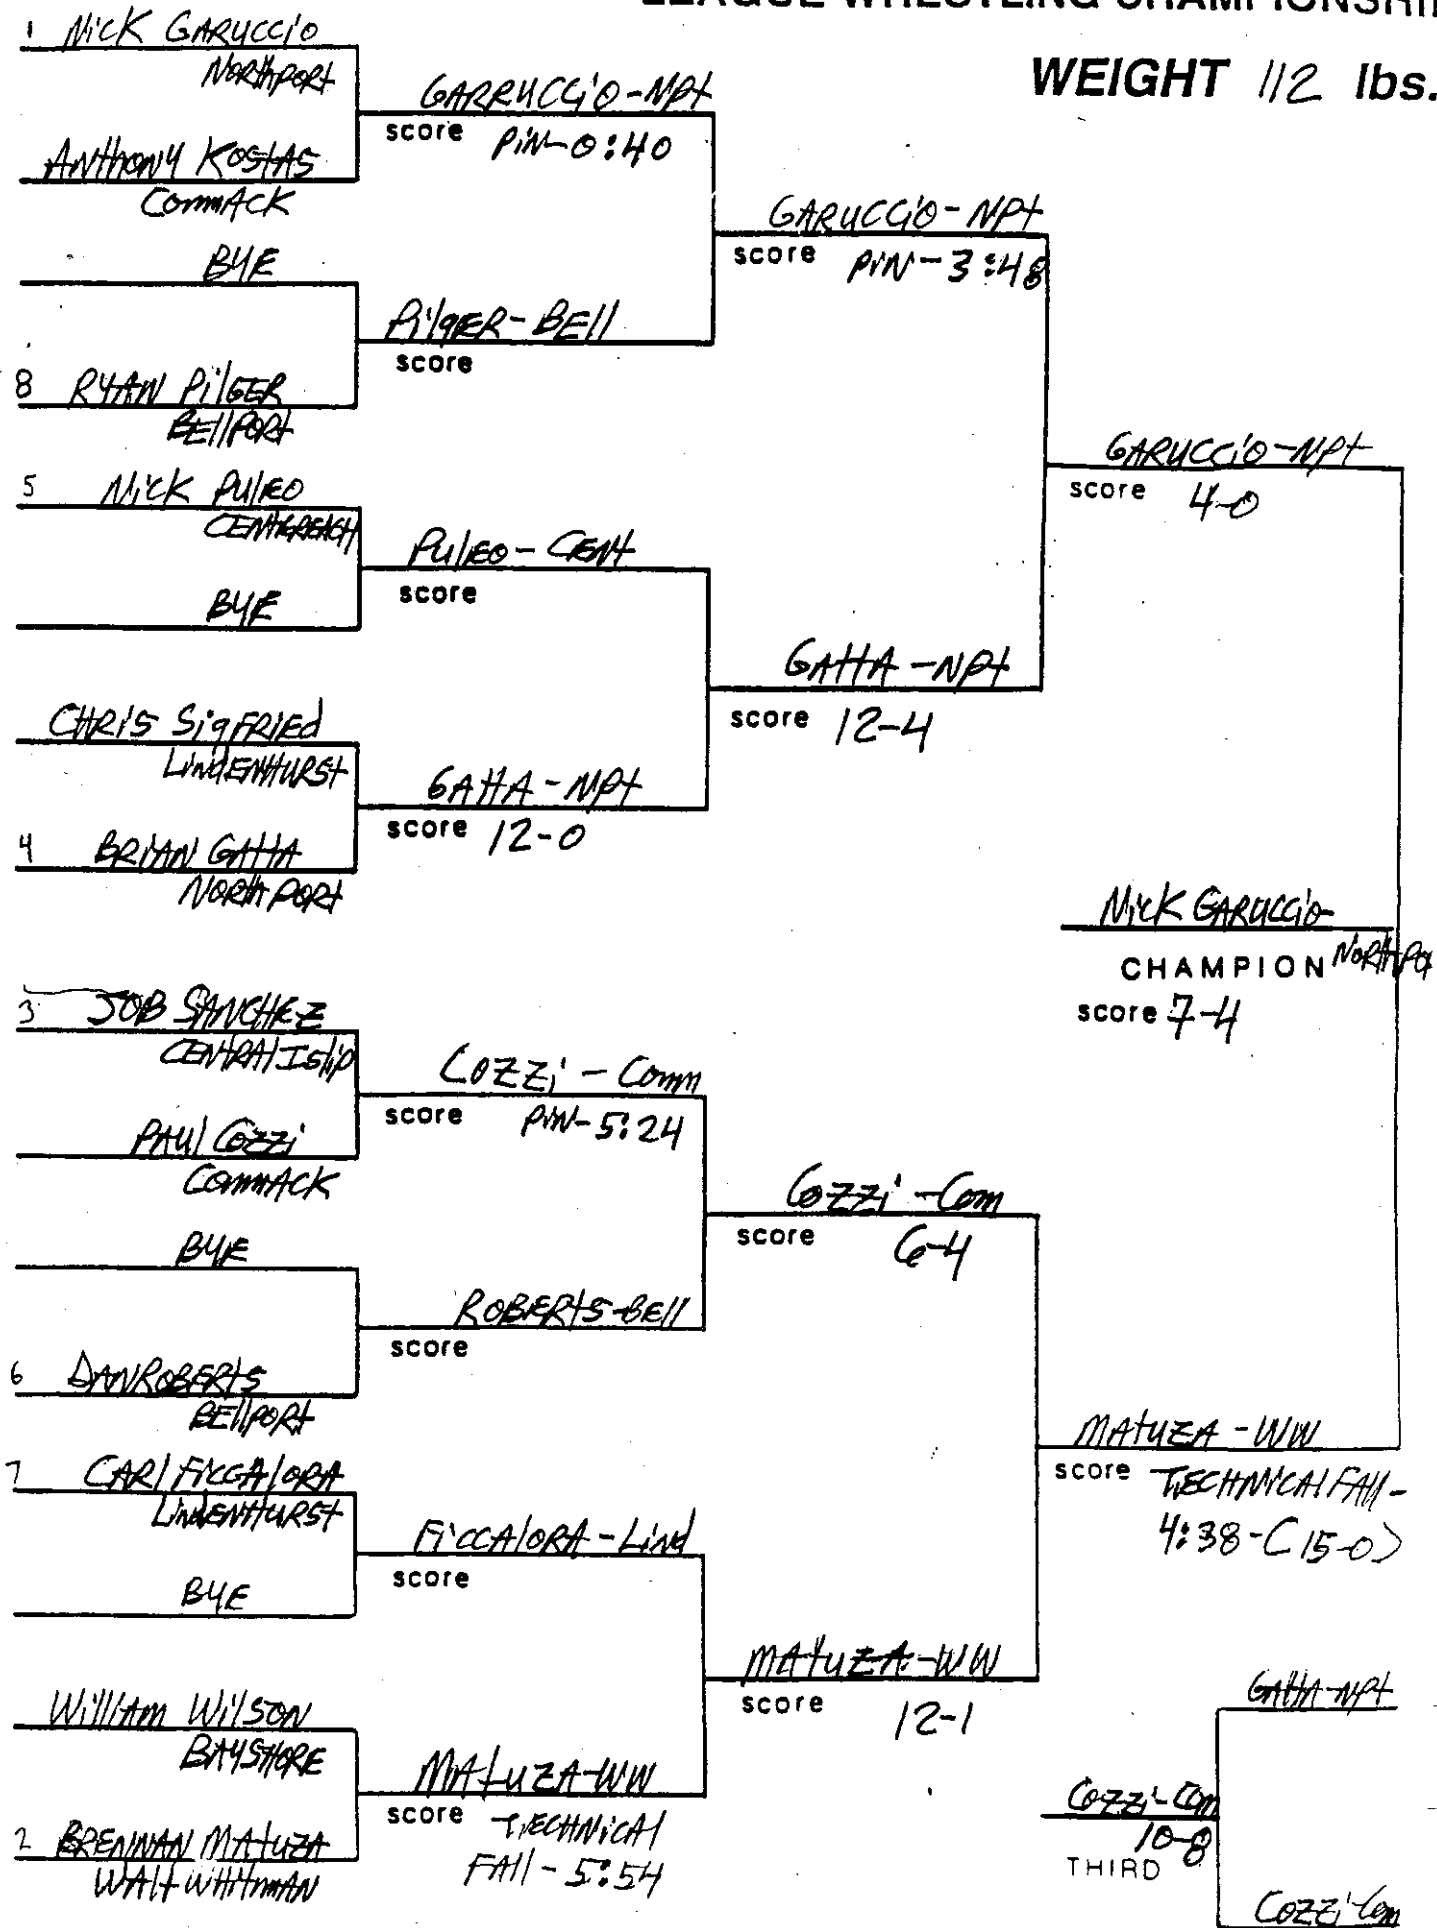 LEAGUE WRESTLING CHAMPIONSHI
WEIGHT 112 lbs.
1 NICK GARUCCIO
NORTHPORT
GARRUCCIO-NPT
score PIN-0:40
ANTHONY KOSTAS
COMMACK
GARUCCIO-NPT
score PIN-3:48
BYE
PilgER-BEll
score
8 RYAN PilGER
BEllPORT
GARUCCIO-NPT
score 4-0
5 NICK PulEO
CENTEREACH
PulEO-CENT
score
BYE
GATTA-NPT
score 12-4
CHRIS SigFRIEd
LINdENHURST
GATTA-NPT
score 12-0
4 BRIAN GATTA
NORTHPORT
NICK GARUCCIO-
NORTHPO
CHAMPION
score 7-4
3 JOB SANCHEZ
CENTRAl ISlip
COZZI-COMM
score PIN-5:24
PAUl COZZI
COMMACK
COZZI-COM
score 6-4
BYE
ROBERTS-BEll
score
6 DAN ROBERTS
BEllPORT
MATUZA-WW
score TECHNICAl FAll-
4:38-(15-0)
7 CARl FICCAlORA
LINDENHURST
FICCAlORA-LINd
score
BYE
MATUZA-WW
score 12-1
WIllIAM WIlSON
BAYSHORE
MATUZA-WW
score TECHNICAl
FAll-5:54
2 BRENNAN MATUZA
WAlT WHITMAN
GATTA-NPT
COZZI-COM
10-8
THIRD
COZZI-COM